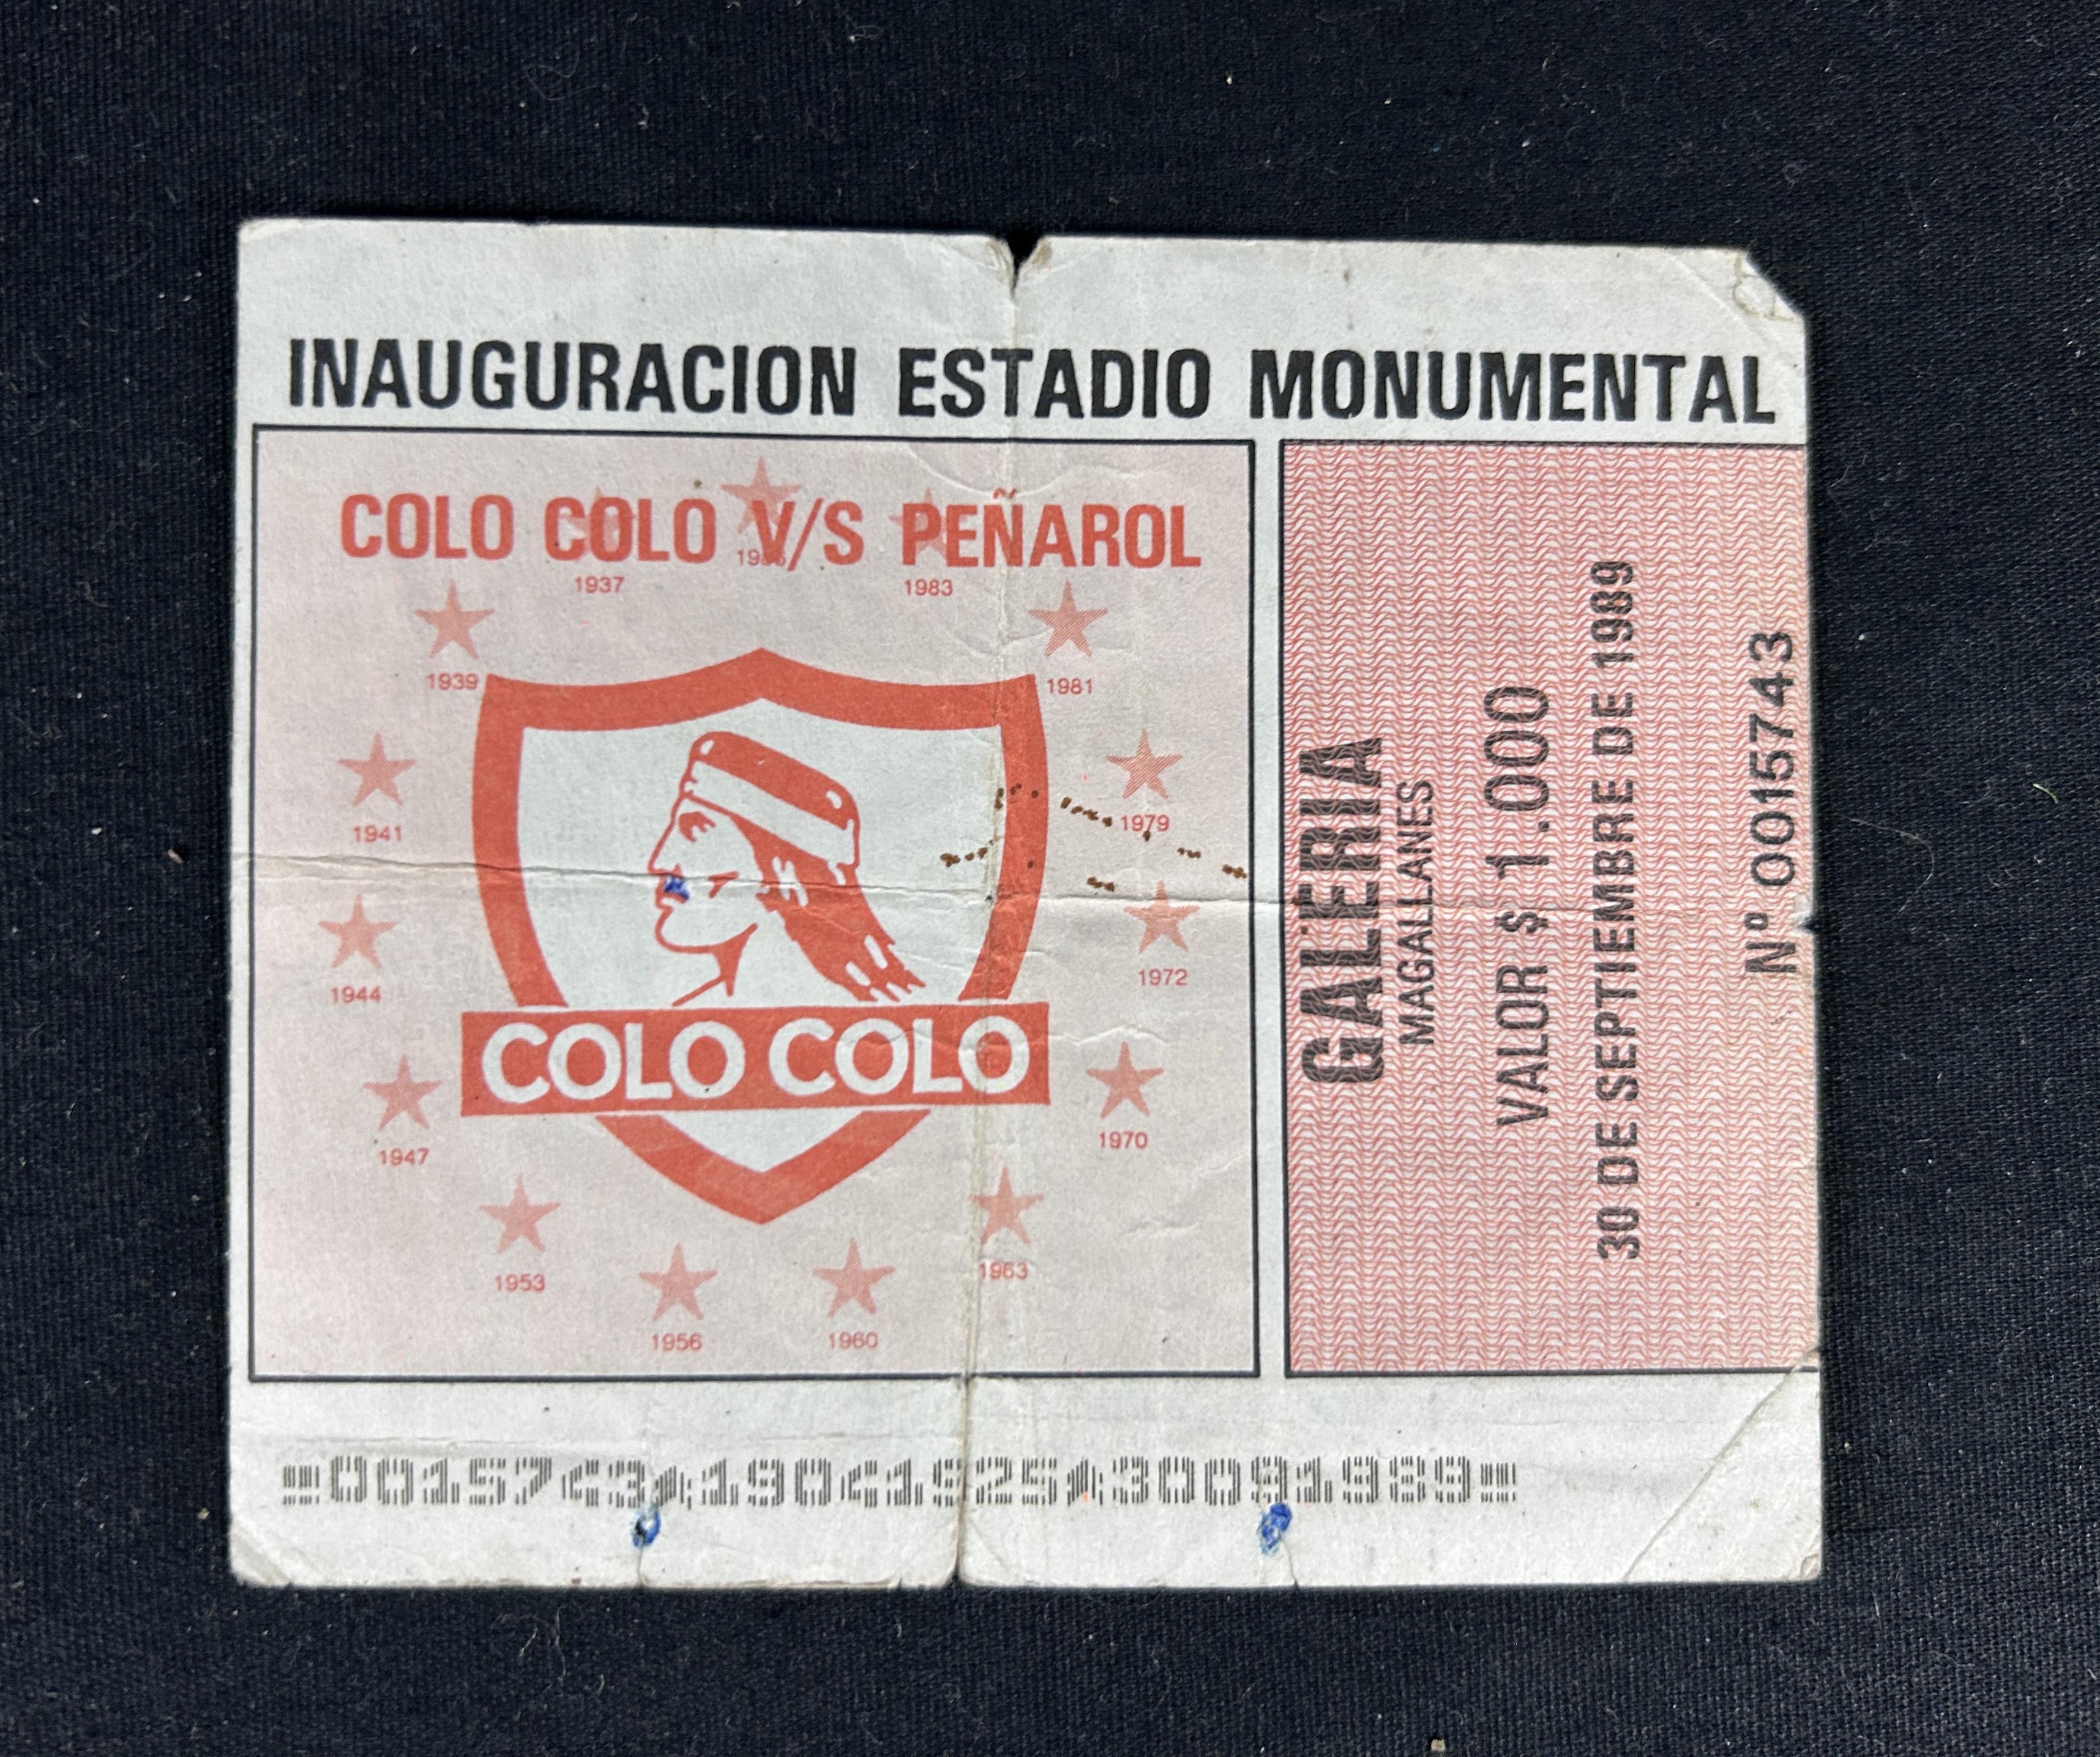 INAUGURACION ESTADIO MONUMENTAL
COLO COLO V/S PEÑAROL
1937
1983
1939
1981
1941
1979
1944
1972
1947
1970
1953
1963
1956
1960
COLO COLO
GALERIA
MAGALLANES
VALOR $ 1.000
30 DE SEPTIEMBRE DE 1989
Nº 0015743
0015743A19041925A30091989